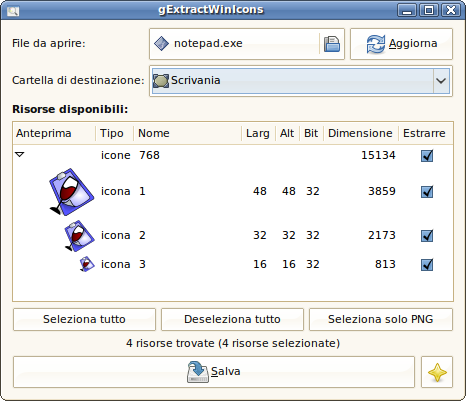 gExtractWinIcons
File da aprire: notepad.exe Aggiorna
Cartella di destinazione: Scrivania
Risorse disponibili:
Anteprima Tipo Nome Larg Alt Bit Dimensione Estrarre
icone 768 15134
icona 1 48 48 32 3859
icona 2 32 32 32 2173
icona 3 16 16 32 813
Seleziona tutto Deseleziona tutto Seleziona solo PNG
4 risorse trovate (4 risorse selezionate)
Salva